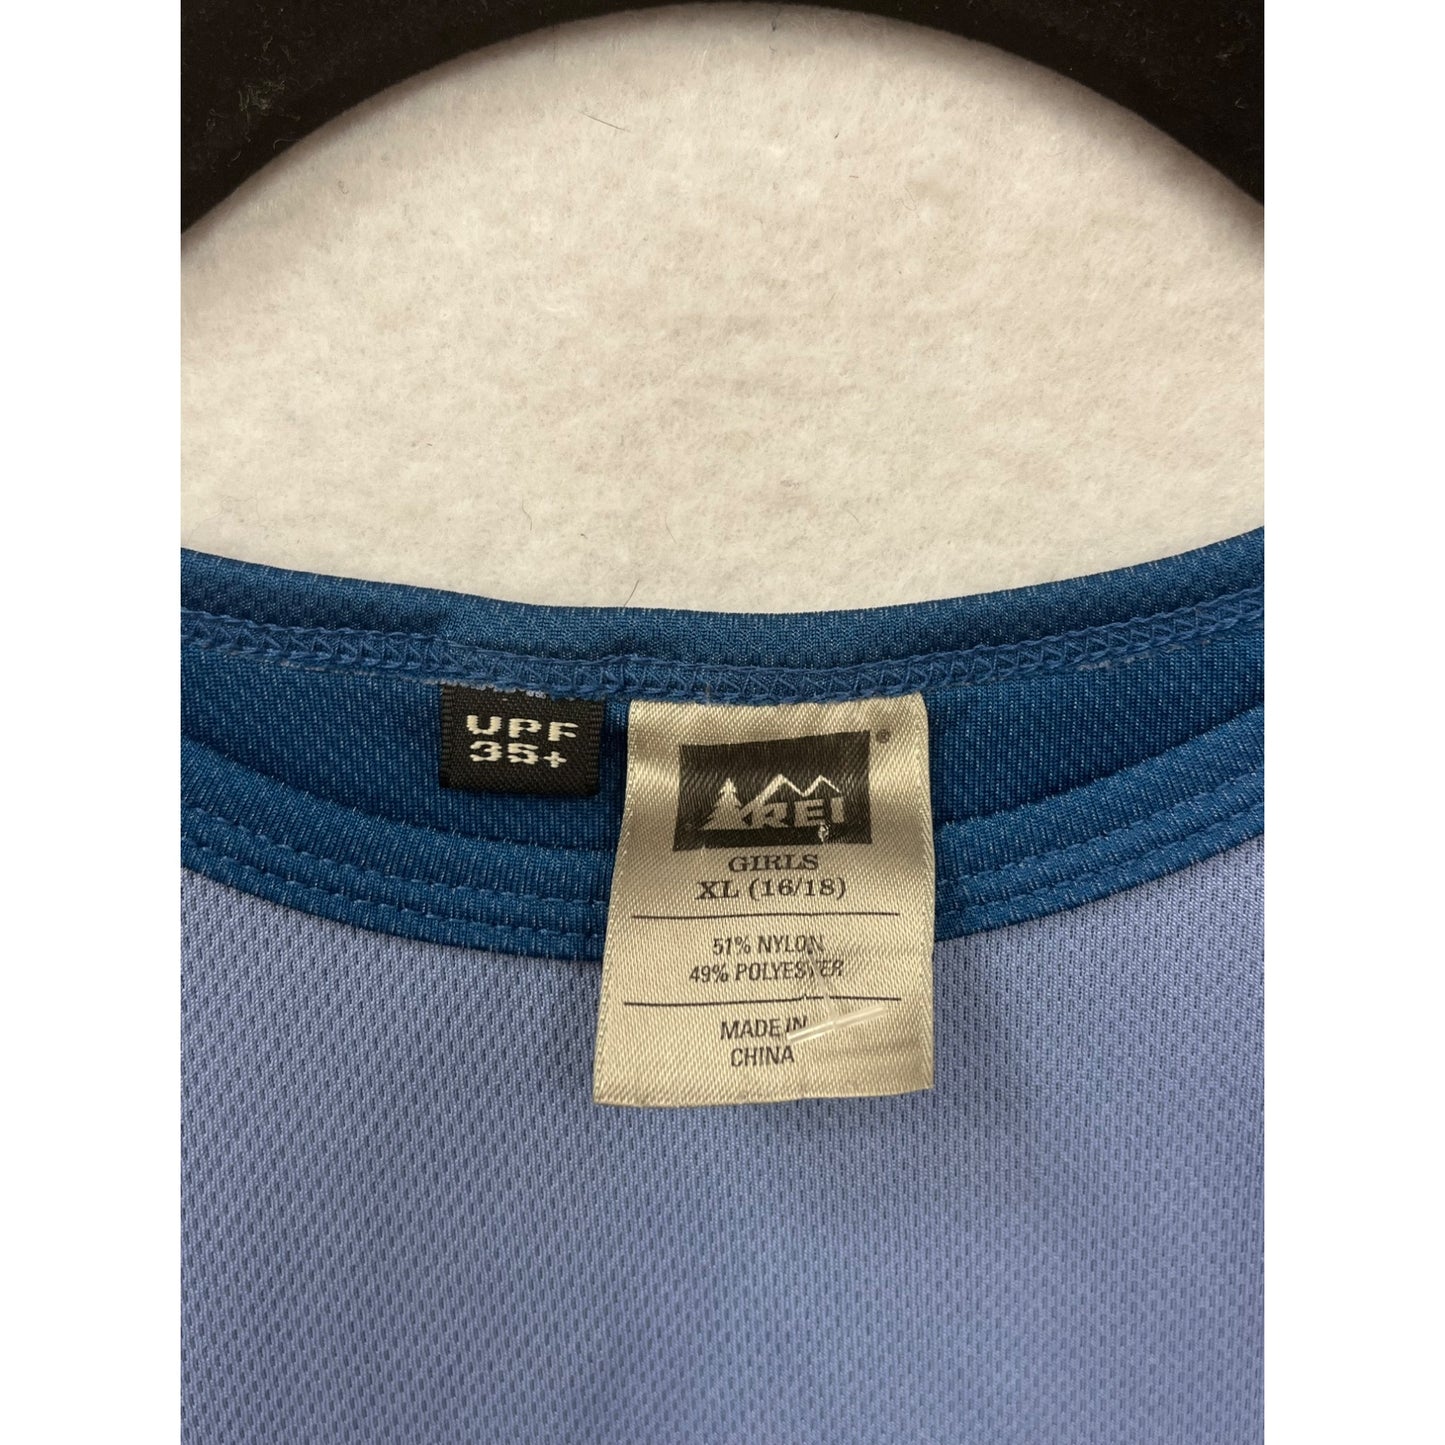 UPF
35+
REI
®
GIRLS
XL (16/18)
51% NYLON
49% POLYESTER
MADE IN
CHINA